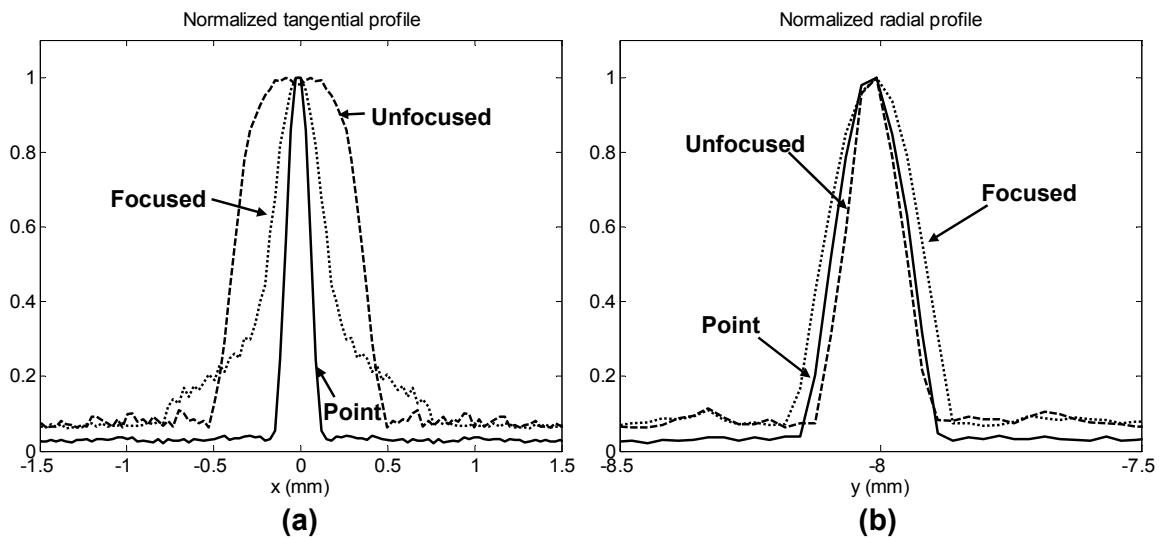 Normalized tangential profile
1
0.8
0.6
0.4
0.2
0
-1.5
-1
-0.5
0
0.5
1
1.5
x (mm)
Unfocused
Focused
Point
(a)
Normalized radial profile
1
0.8
0.6
0.4
0.2
0
-8.5
-8
-7.5
y (mm)
Unfocused
Focused
Point
(b)